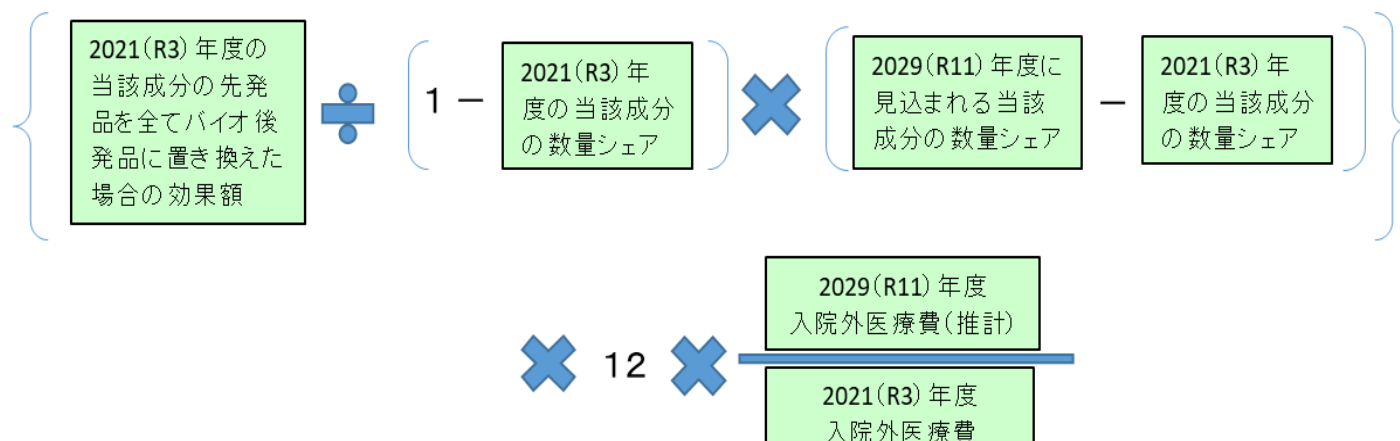 2021(R3)年度の
当該成分の先発
品を全てバイオ後
発品に置き換えた
場合の効果額
÷
1 －
2021(R3)年
度の当該成分
の数量シェア
×
2029(R11)年度に
見込まれる当該
成分の数量シェア
－
2021(R3)年
度の当該成分
の数量シェア
× 12 ×
2029(R11)年度
入院外医療費(推計)
2021(R3)年度
入院外医療費